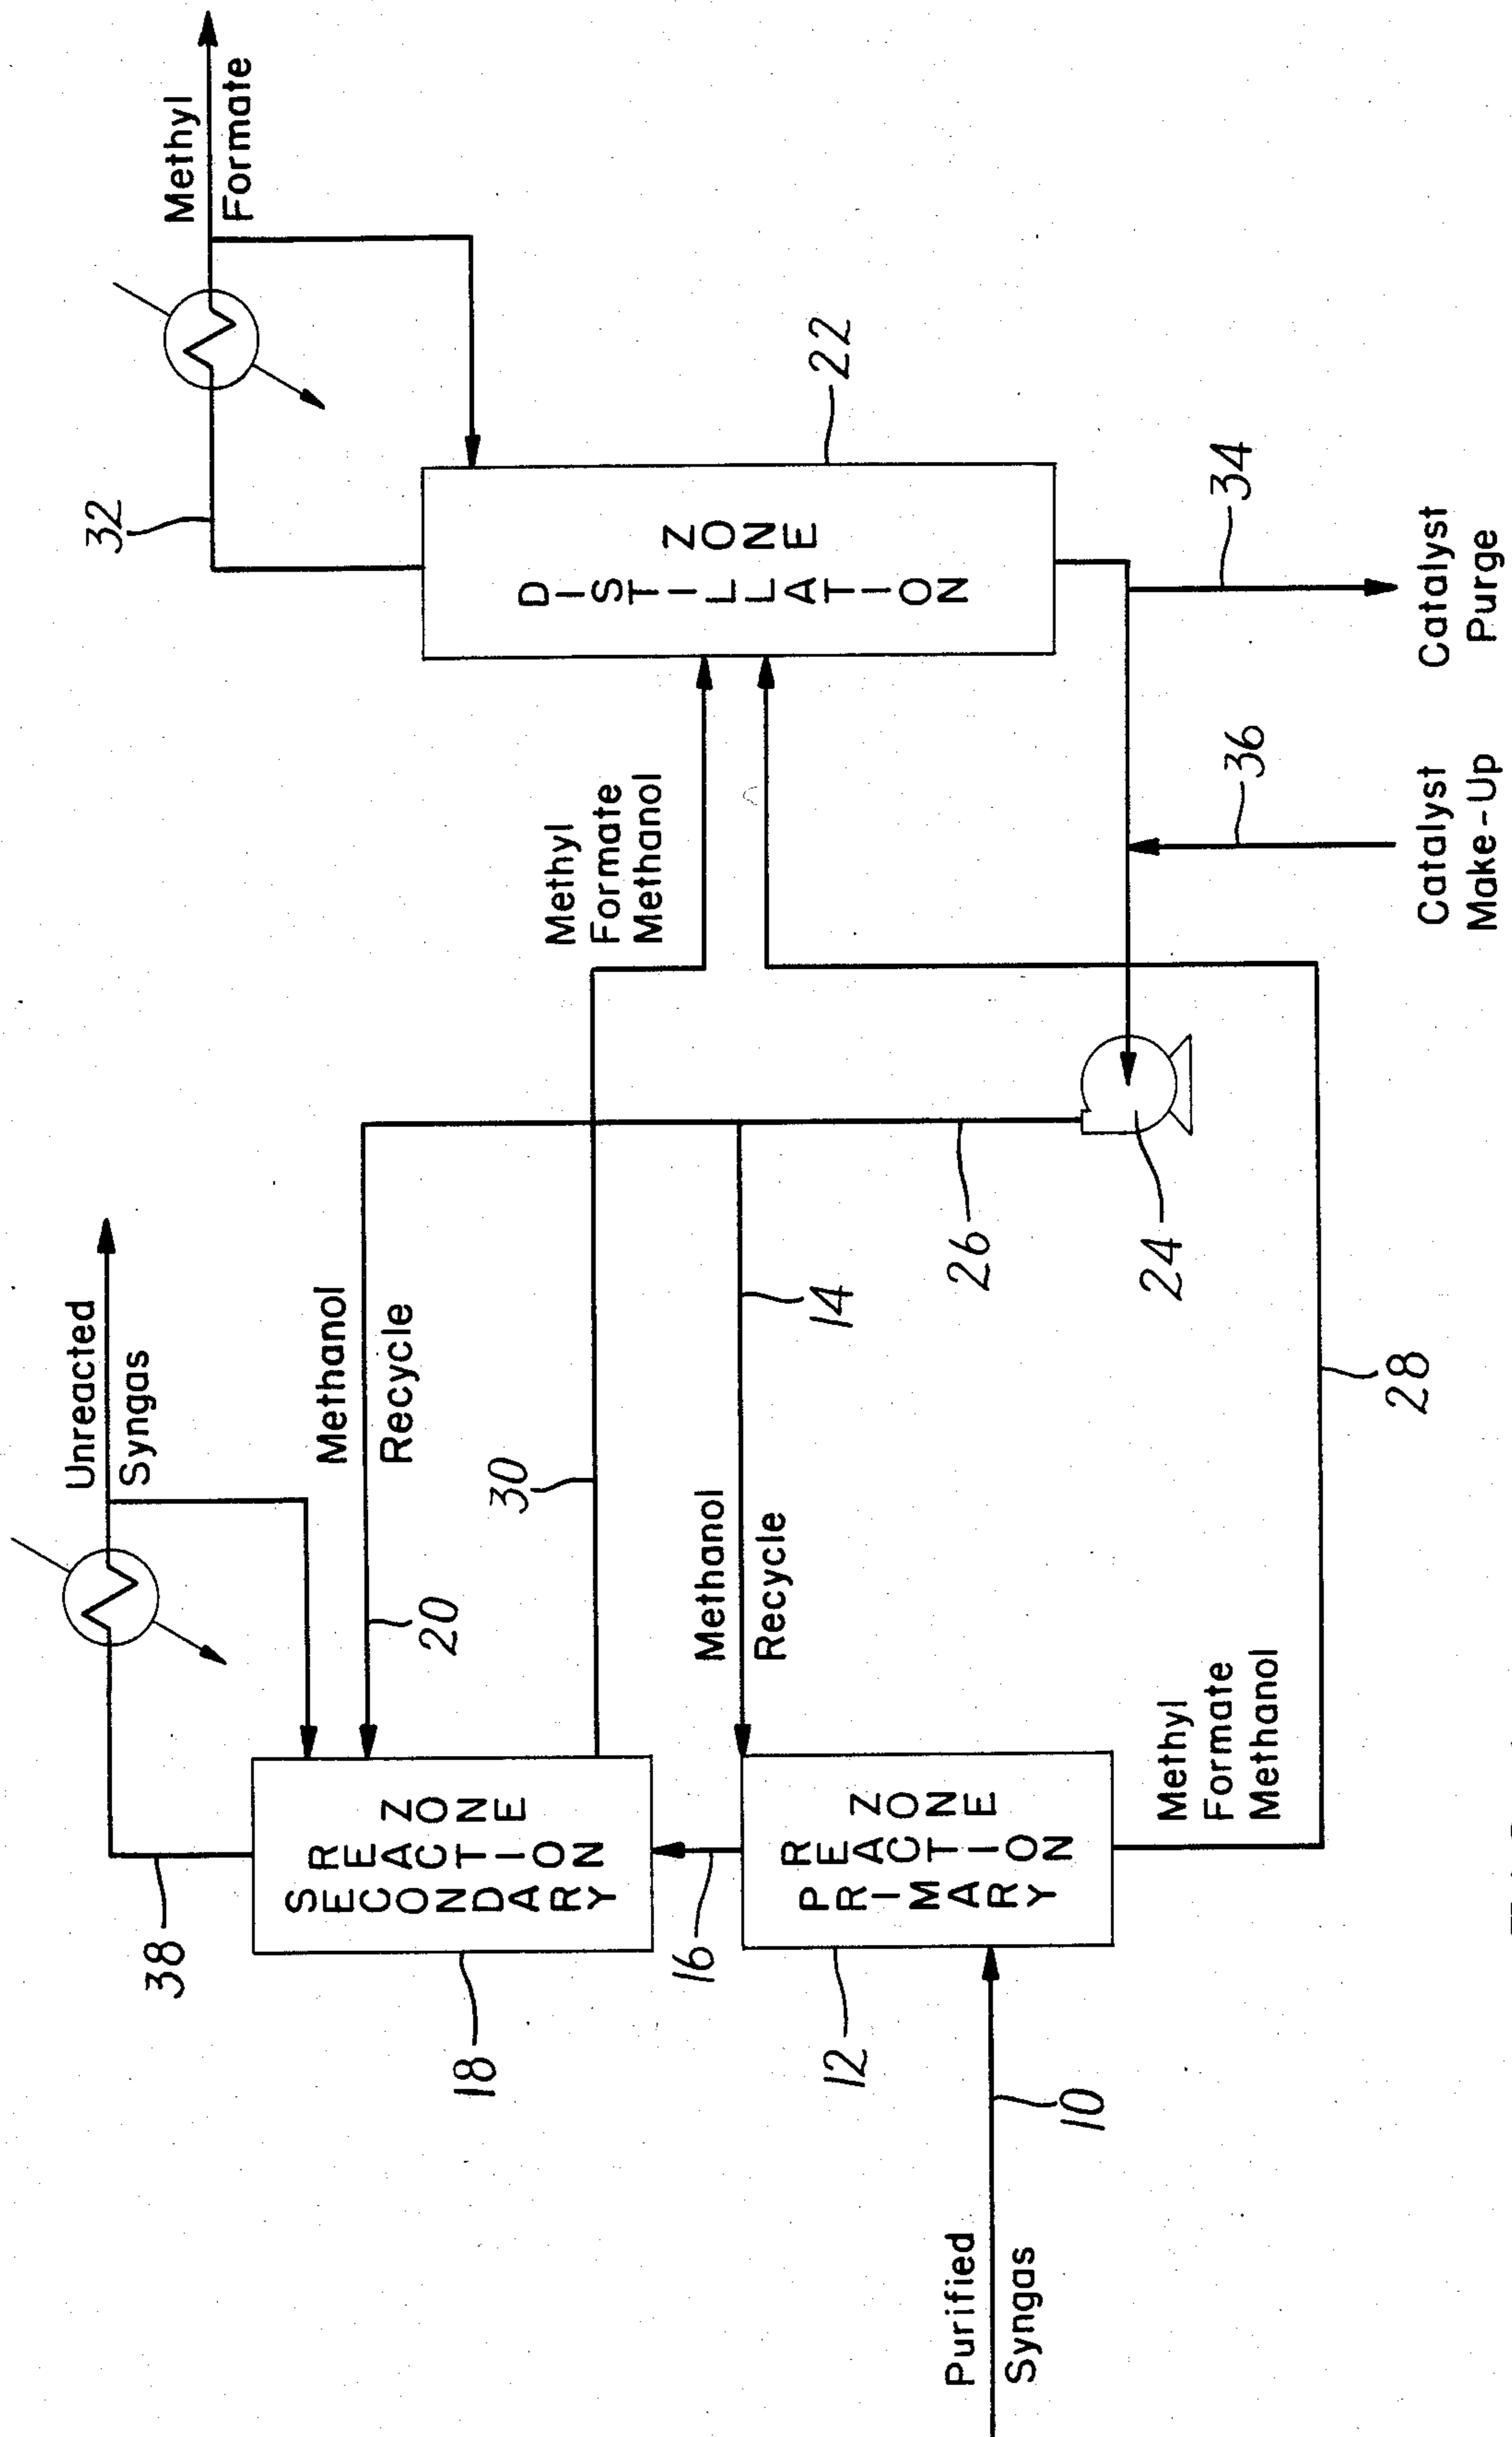 Unreacted
Syngas
38
Methyl
Formate
32
18
SECONDARY
REACTION
ZONE
20
Methanol
Recycle
30
Methyl
Formate
Methanol
DISTILLATION
ZONE
22
16
12
PRIMARY
REACTION
ZONE
Methanol
Recycle
14
26
24
Purified
Syngas
10
Methyl
Formate
Methanol
28
36
Catalyst
Make-Up
34
Catalyst
Purge